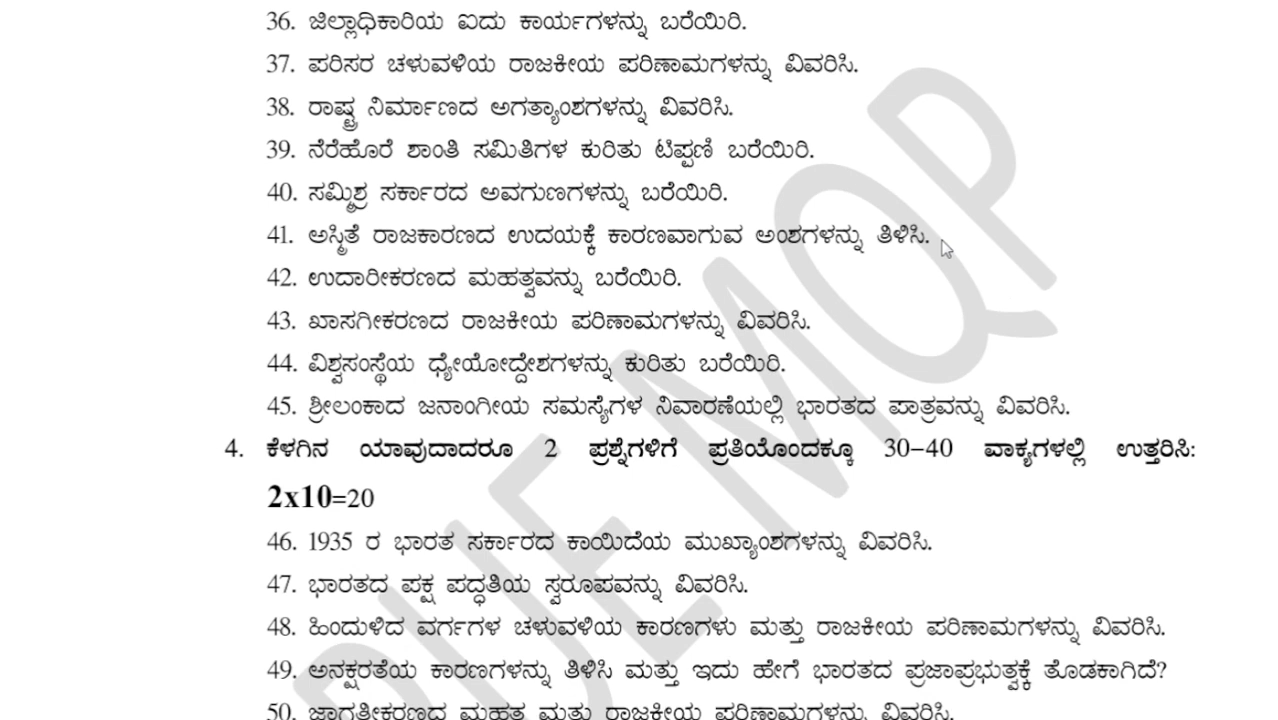 36. ಜಿಲ್ಲಾಧಿಕಾರಿಯ ಐದು ಕಾರ್ಯಗಳನ್ನು ಬರೆಯಿರಿ.
37. ಪರಿಸರ ಚಳುವಳಿಯ ರಾಜಕೀಯ ಪರಿಣಾಮಗಳನ್ನು ವಿವರಿಸಿ.
38. ರಾಷ್ಟ್ರ ನಿರ್ಮಾಣದ ಅಗತ್ಯಾಂಶಗಳನ್ನು ವಿವರಿಸಿ.
39. ನೆರೆಹೊರೆ ಶಾಂತಿ ಸಮಿತಿಗಳ ಕುರಿತು ಟಿಪ್ಪಣಿ ಬರೆಯಿರಿ.
40. ಸಮ್ಮಿಶ್ರ ಸರ್ಕಾರದ ಅವಗುಣಗಳನ್ನು ಬರೆಯಿರಿ.
41. ಅಸ್ಮಿತೆ ರಾಜಕಾರಣದ ಉದಯಕ್ಕೆ ಕಾರಣವಾಗುವ ಅಂಶಗಳನ್ನು ತಿಳಿಸಿ.
42. ಉದಾರೀಕರಣದ ಮಹತ್ವವನ್ನು ಬರೆಯಿರಿ.
43. ಖಾಸಗೀಕರಣದ ರಾಜಕೀಯ ಪರಿಣಾಮಗಳನ್ನು ವಿವರಿಸಿ.
44. ವಿಶ್ವಸಂಸ್ಥೆಯ ಧ್ಯೇಯೋದ್ದೇಶಗಳನ್ನು ಕುರಿತು ಬರೆಯಿರಿ.
45. ಶ್ರೀಲಂಕಾದ ಜನಾಂಗೀಯ ಸಮಸ್ಯೆಗಳ ನಿವಾರಣೆಯಲ್ಲಿ ಭಾರತದ ಪಾತ್ರವನ್ನು ವಿವರಿಸಿ.
4. ಕೆಳಗಿನ ಯಾವುದಾದರೂ 2 ಪ್ರಶ್ನೆಗಳಿಗೆ ಪ್ರತಿಯೊಂದಕ್ಕೂ 30-40 ವಾಕ್ಯಗಳಲ್ಲಿ ಉತ್ತರಿಸಿ:
2x10=20
46. 1935 ರ ಭಾರತ ಸರ್ಕಾರದ ಕಾಯಿದೆಯ ಮುಖ್ಯಾಂಶಗಳನ್ನು ವಿವರಿಸಿ.
47. ಭಾರತದ ಪಕ್ಷ ಪದ್ಧತಿಯ ಸ್ವರೂಪವನ್ನು ವಿವರಿಸಿ.
48. ಹಿಂದುಳಿದ ವರ್ಗಗಳ ಚಳುವಳಿಯ ಕಾರಣಗಳು ಮತ್ತು ರಾಜಕೀಯ ಪರಿಣಾಮಗಳನ್ನು ವಿವರಿಸಿ.
49. ಅನಕ್ಷರತೆಯ ಕಾರಣಗಳನ್ನು ತಿಳಿಸಿ ಮತ್ತು ಇದು ಹೇಗೆ ಭಾರತದ ಪ್ರಜಾಪ್ರಭುತ್ವಕ್ಕೆ ತೊಡಕಾಗಿದೆ?
50. ಜಾಗತೀಕರಣದ ಮಹತ್ವ ಮತ್ತು ರಾಜಕೀಯ ಪರಿಣಾಮಗಳನ್ನು ವಿವರಿಸಿ.
PUE MQP